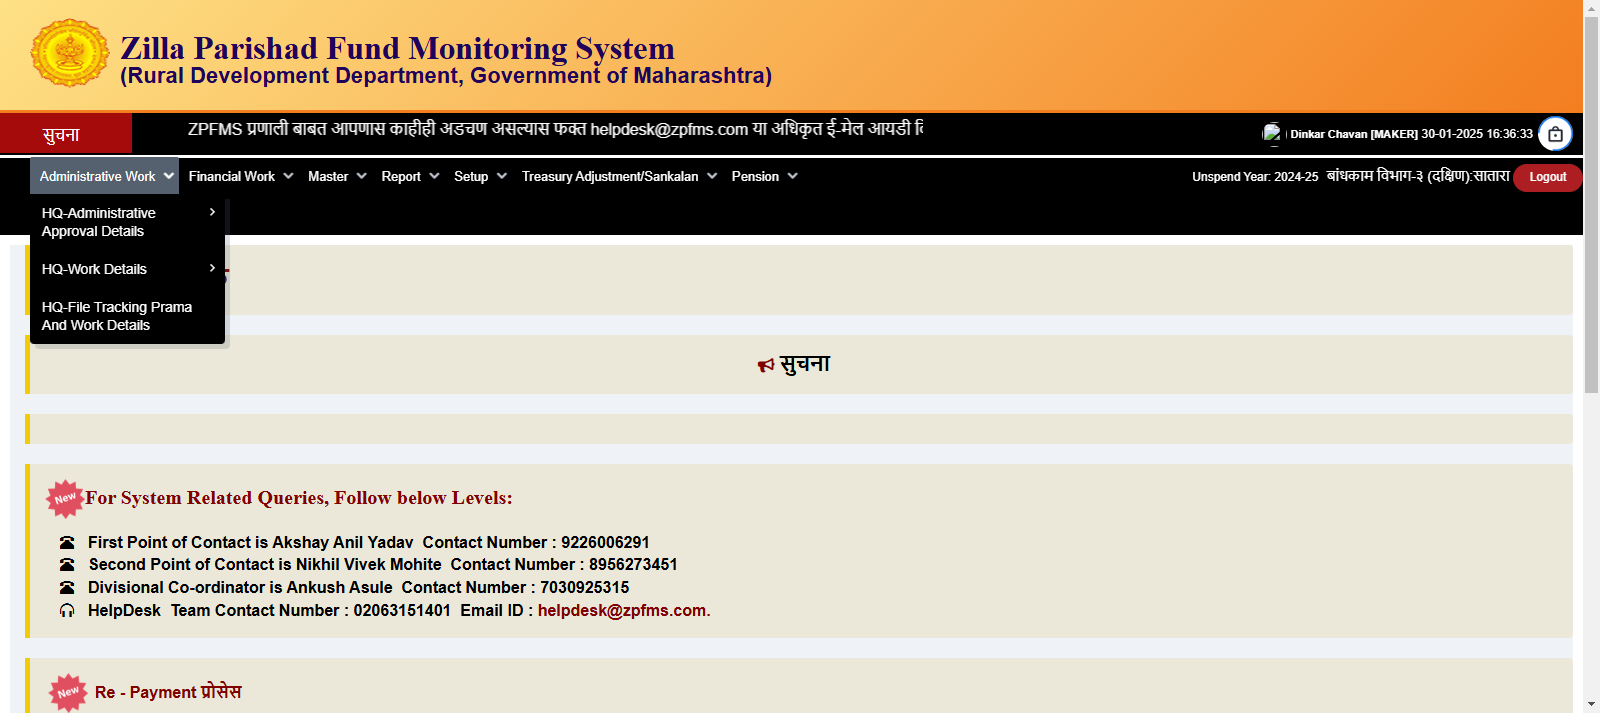 Zilla Parishad Fund Monitoring System
(Rural Development Department, Government of Maharashtra)
सुचना
ZPFMS प्रणाली बाबत आपणास काहीही अडचण असल्यास फक्त helpdesk@zpfms.com या अधिकृत ई-मेल आयडी
Dinkar Chavan [MAKER] 30-01-2025 16:36:33
Administrative Work Financial Work Master Report Setup Treasury Adjustment/Sankalan Pension
Unspend Year: 2024-25 बांधकाम विभाग-३ (दक्षिण):सातारा Logout
HQ-Administrative
Approval Details
HQ-Work Details
HQ-File Tracking Prama
And Work Details
सुचना
New For System Related Queries, Follow below Levels:
First Point of Contact is Akshay Anil Yadav Contact Number : 9226006291
Second Point of Contact is Nikhil Vivek Mohite Contact Number : 8956273451
Divisional Co-ordinator is Ankush Asule Contact Number : 7030925315
HelpDesk Team Contact Number : 02063151401 Email ID : helpdesk@zpfms.com.
New Re - Payment प्रोसेस